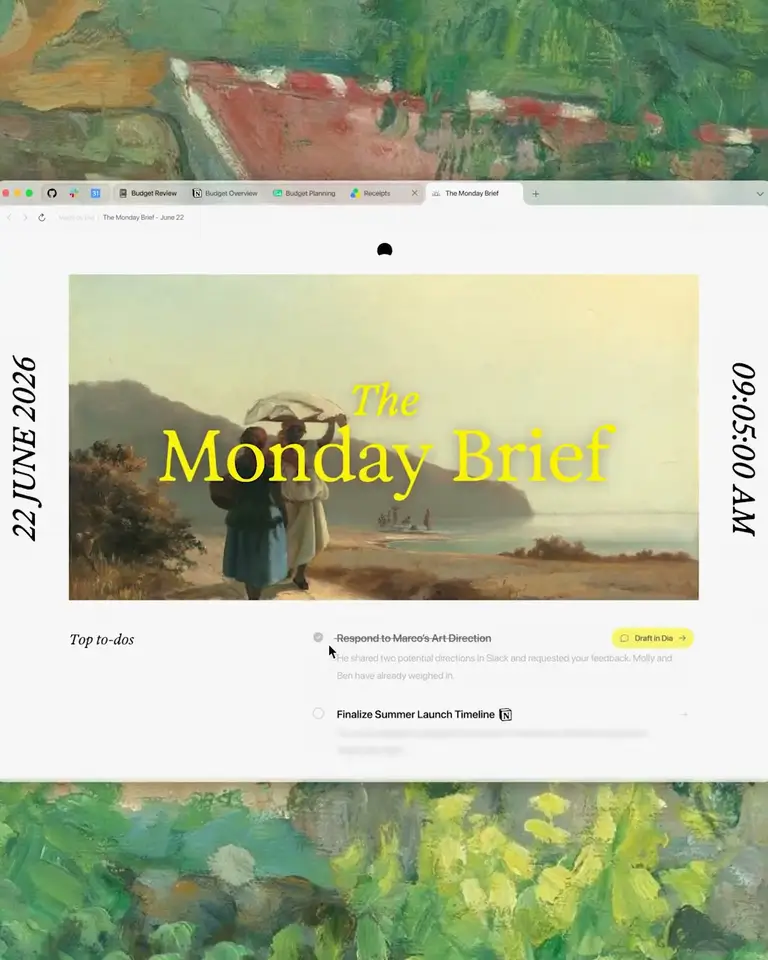 31
Budget Review
Budget Overview
Budget Planning
Receipts
The Monday Brief
The Monday Brief - June 22
The
Monday Brief
22 JUNE 2026
09:05:00 AM
Top to-dos
Respond to Marco's Art Direction
Draft in Dia →
He shared two potential directions in Slack and requested your feedback. Molly and
Ben have already weighed in.
Finalize Summer Launch Timeline